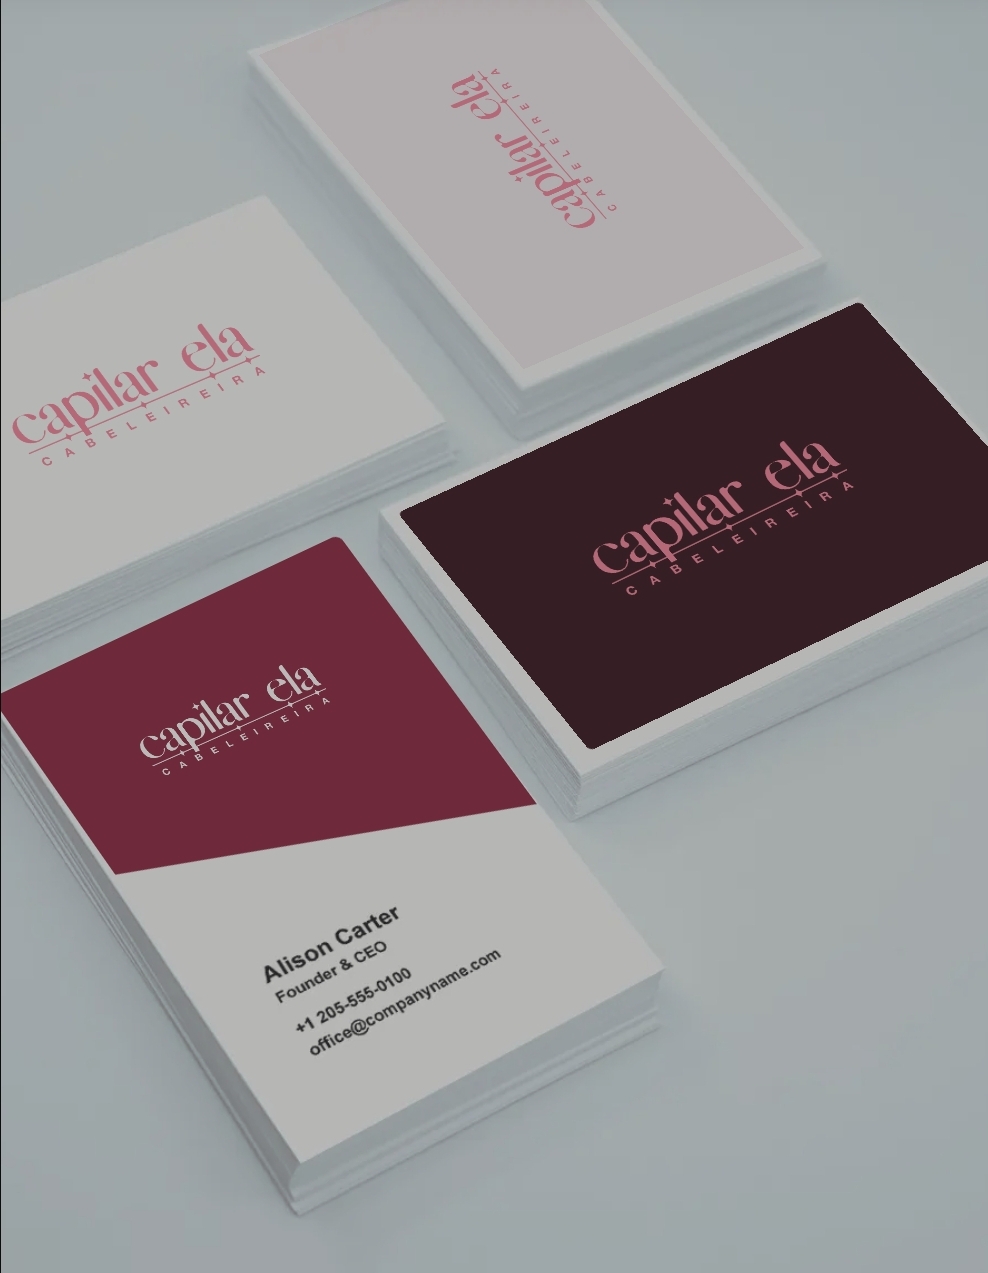 capilar ela
CABELEIREIRA
capilar ela
CABELEIREIRA
capilar ela
CABELEIREIRA
capilar ela
CABELEIREIRA
Alison Carter
Founder & CEO
+1 205-555-0100
office@companyname.com